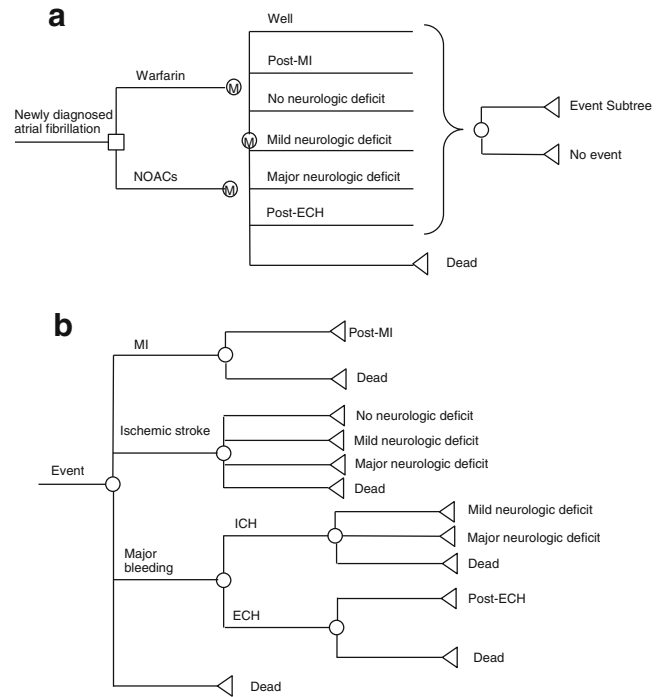 a
Well
Post-MI
Warfarin
M
No neurologic deficit
Newly diagnosed
atrial fibrillation
Event Subtree
M
Mild neurologic deficit
No event
NOACs
M
Major neurologic deficit
Post-ECH
Dead
b
MI
Post-MI
Dead
Ischemic stroke
No neurologic deficit
Mild neurologic deficit
Major neurologic deficit
Dead
Event
ICH
Mild neurologic deficit
Major neurologic deficit
Dead
Major
bleeding
ECH
Post-ECH
Dead
Dead